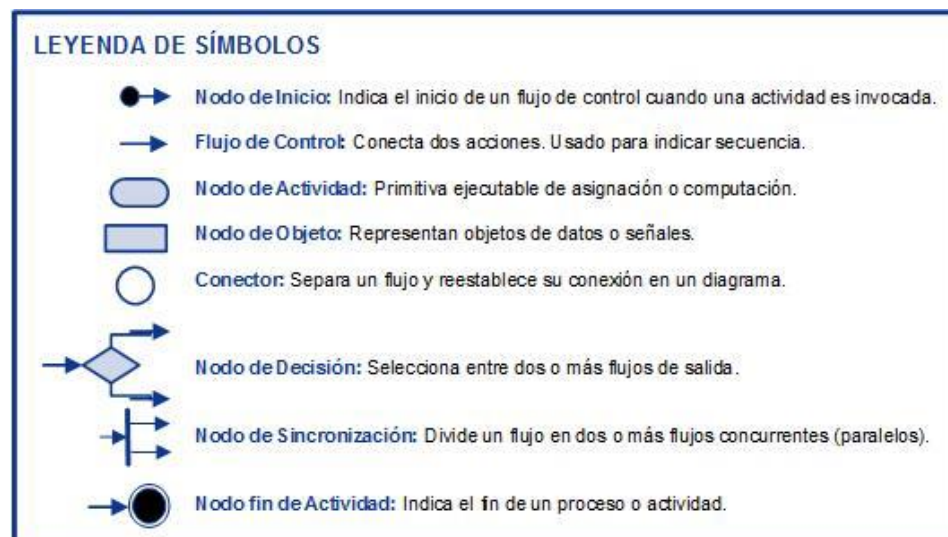 LEYENDA DE SÍMBOLOS
Nodo de Inicio: Indica el inicio de un flujo de control cuando una actividad es invocada.
Flujo de Control: Conecta dos acciones. Usado para indicar secuencia.
Nodo de Actividad: Primitiva ejecutable de asignación o computación.
Nodo de Objeto: Representan objetos de datos o señales.
Conector: Separa un flujo y reestablece su conexión en un diagrama.
Nodo de Decisión: Selecciona entre dos o más flujos de salida.
Nodo de Sincronización: Divide un flujo en dos o más flujos concurrentes (paralelos).
Nodo fin de Actividad: Indica el fin de un proceso o actividad.